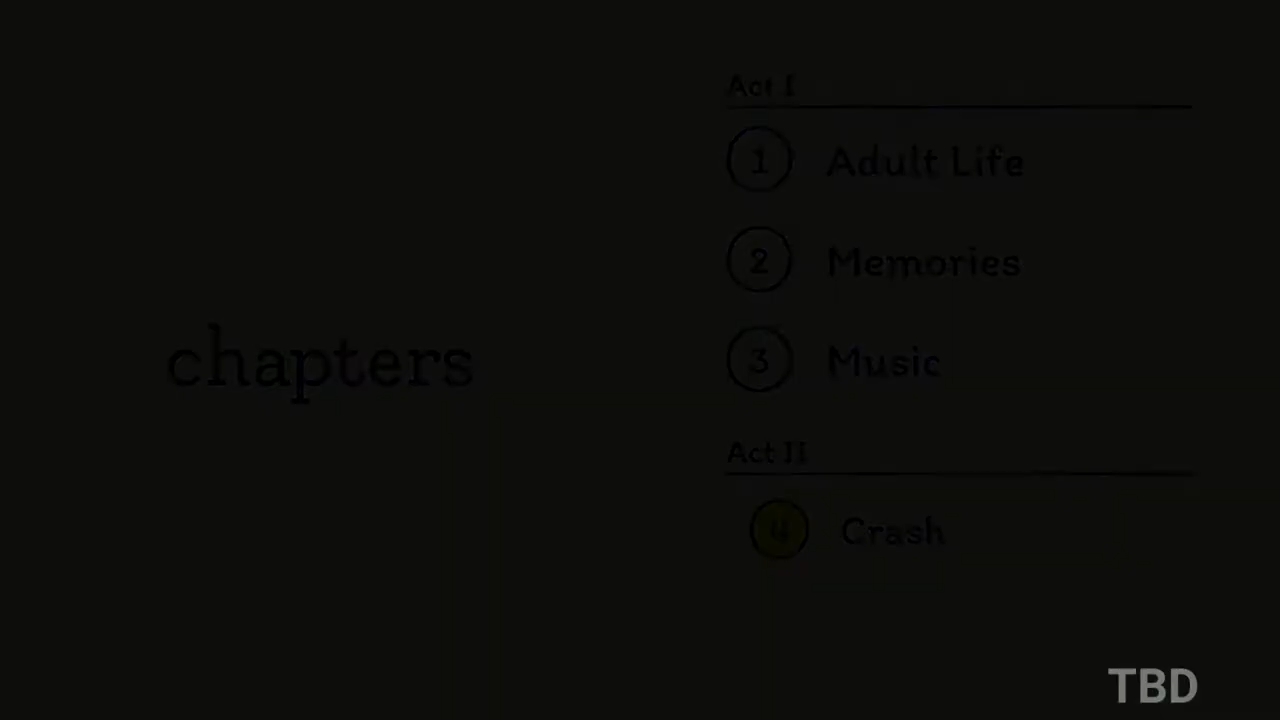 chapters
Act I
1 Adult Life
2 Memories
3 Music
Act II
4 Crash
TBD